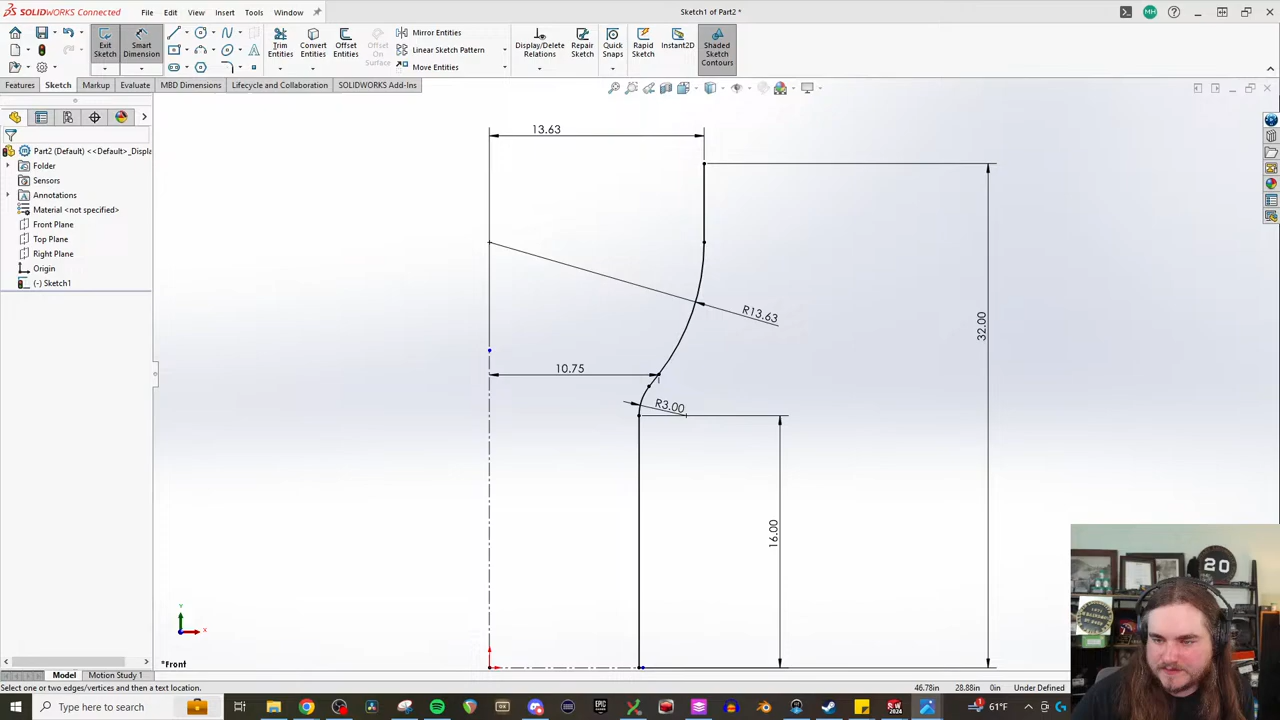 SOLIDWORKS Connected
File Edit View Insert Tools Window
Sketch1 of Part2 *
MH
Exit Sketch
Smart Dimension
Trim Entities
Convert Entities
Offset Entities
Offset On Surface
Mirror Entities
Linear Sketch Pattern
Move Entities
Display/Delete Relations
Repair Sketch
Quick Snaps
Rapid Sketch
Instant2D
Shaded Sketch Contours
Features Sketch Markup Evaluate MBD Dimensions Lifecycle and Collaboration SOLIDWORKS Add-Ins
Part2 (Default) <<Default>_Displa
Folder
Sensors
Annotations
Material <not specified>
Front Plane
Top Plane
Right Plane
Origin
(-) Sketch1
13.63
R13.63
32.00
10.75
R3.00
16.00
Y
X
*Front
Model Motion Study 1
Select one or two edges/vertices and then a text location.
46.78in 28.88in 0in Under Defined
Type here to search
61°F
20